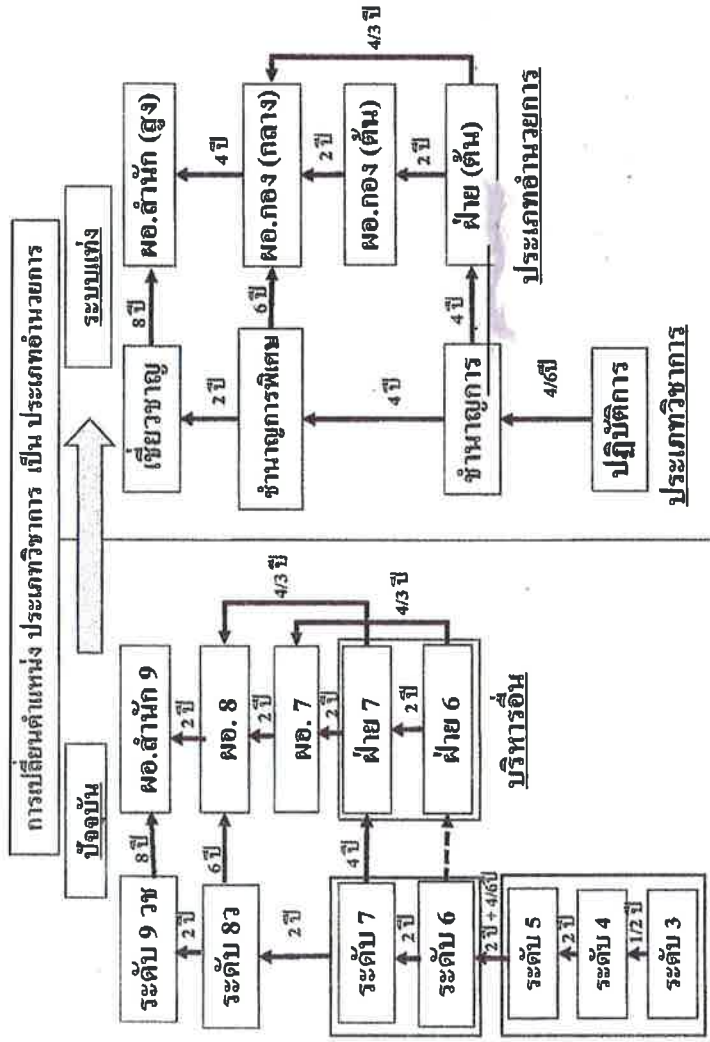 การเปลี่ยนตำแหน่ง ประเภทวิชาการ เป็น ประเภทอำนวยการ
ปัจจุบัน
ระดับ 9 วช
8 ปี
ผอ.สำนัก 9
2 ปี
2 ปี
ระดับ 8ว
6 ปี
ผอ. 8
2 ปี
4/3 ปี
ผอ. 7
2 ปี
2 ปี
4/3 ปี
ระดับ 7
4 ปี
ฝ่าย 7
2 ปี
2 ปี
ระดับ 6
ฝ่าย 6
2 ปี + 4/6ปี
บริหารอื่น
ระดับ 5
2 ปี
ระดับ 4
1/2 ปี
ระดับ 3
ระบบแท่ง
เชี่ยวชาญ
8 ปี
ผอ.สำนัก (สูง)
2 ปี
4 ปี
ชำนาญการพิเศษ
6 ปี
ผอ.กอง (กลาง)
2 ปี
4/3 ปี
4 ปี
ผอ.กอง (ต้น)
2 ปี
ชำนาญการ
4 ปี
ฝ่าย (ต้น)
4/6ปี
ประเภทอำนวยการ
ปฏิบัติการ
ประเภทวิชาการ